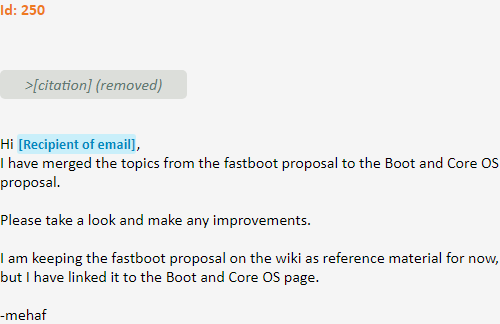 Id: 250
>[citation] (removed)
Hi [Recipient of email],
I have merged the topics from the fastboot proposal to the Boot and Core OS
proposal.
Please take a look and make any improvements.
I am keeping the fastboot proposal on the wiki as reference material for now,
but I have linked it to the Boot and Core OS page.
-mehaf